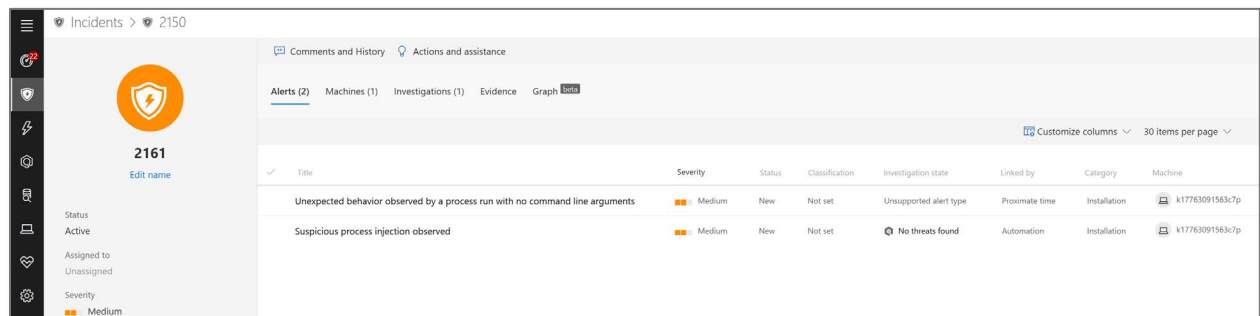 Incidents > 2150
22
Comments and History Actions and assistance
Alerts (2) Machines (1) Investigations (1) Evidence Graph beta
Customize columns 30 items per page
2161
Edit name
Title Severity Status Classification Investigation state Linked by Category Machine
Unexpected behavior observed by a process run with no command line arguments Medium New Not set Unsupported alert type Proximate time Installation k17763091563c7p
Suspicious process injection observed Medium New Not set No threats found Automation Installation k17763091563c7p
Status
Active
Assigned to
Unassigned
Severity
Medium